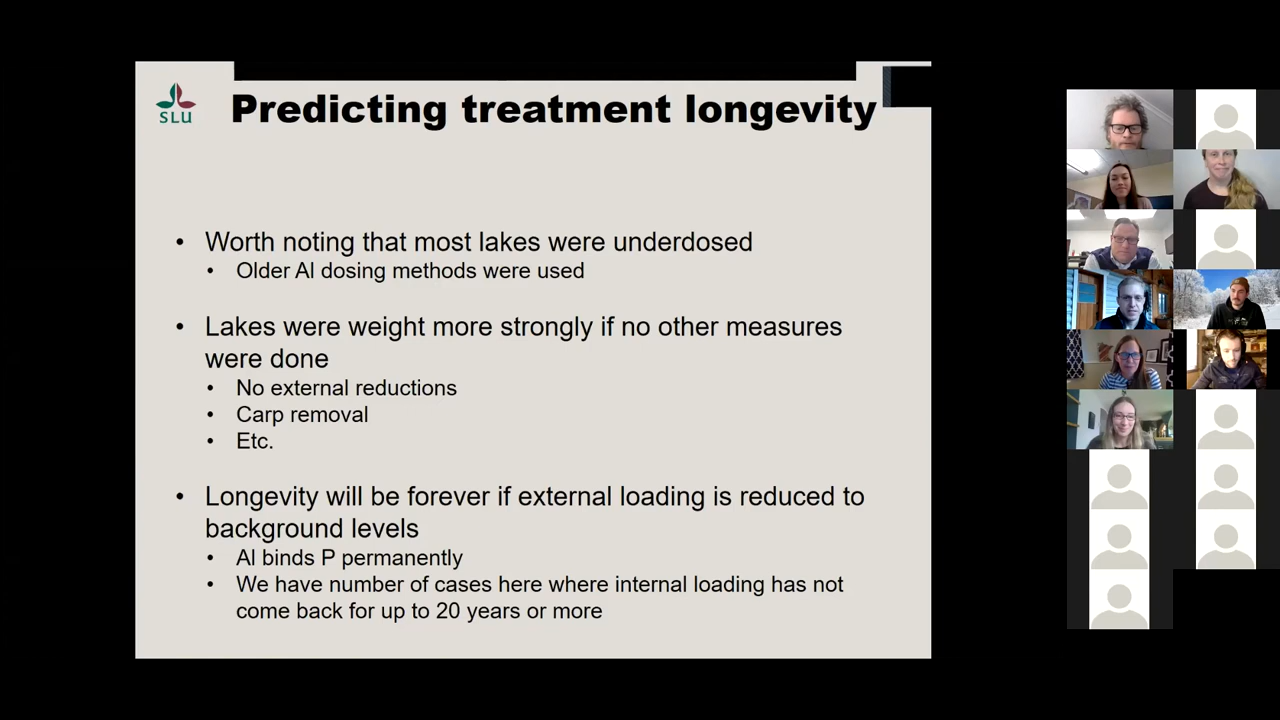 SLU
Predicting treatment longevity
• Worth noting that most lakes were underdosed
• Older Al dosing methods were used
• Lakes were weight more strongly if no other measures
were done
• No external reductions
• Carp removal
• Etc.
• Longevity will be forever if external loading is reduced to
background levels
• Al binds P permanently
• We have number of cases here where internal loading has not
come back for up to 20 years or more